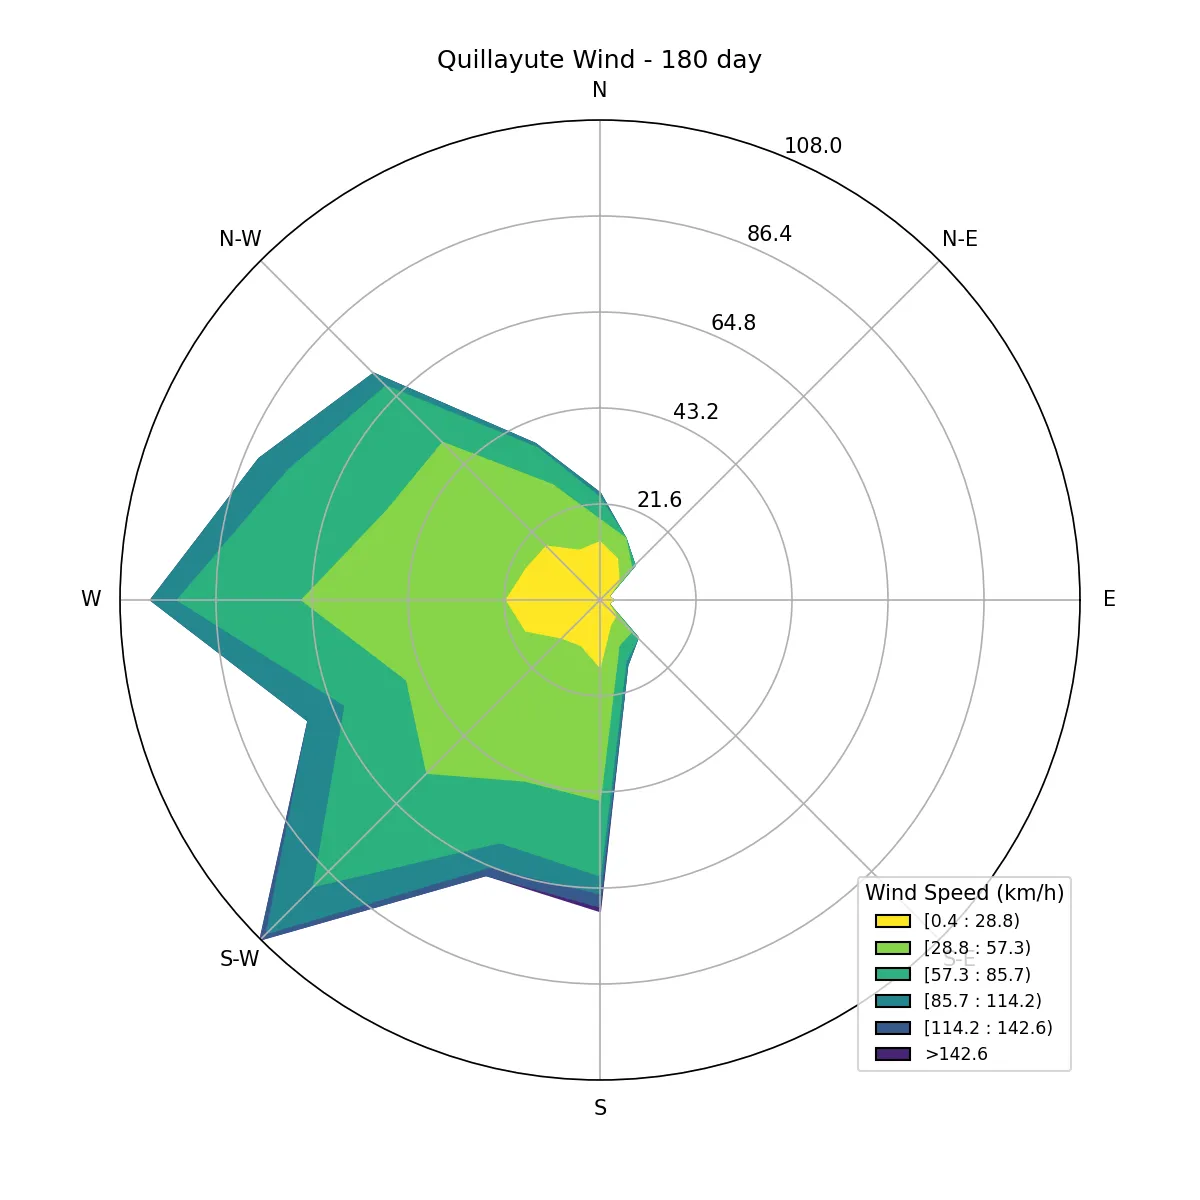 Quillayute Wind - 180 day
N
108.0
N-W
N-E
86.4
64.8
43.2
21.6
W
E
S-W
S-E
S
Wind Speed (km/h)
[0.4 : 28.8)
[28.8 : 57.3)
[57.3 : 85.7)
[85.7 : 114.2)
[114.2 : 142.6)
>142.6